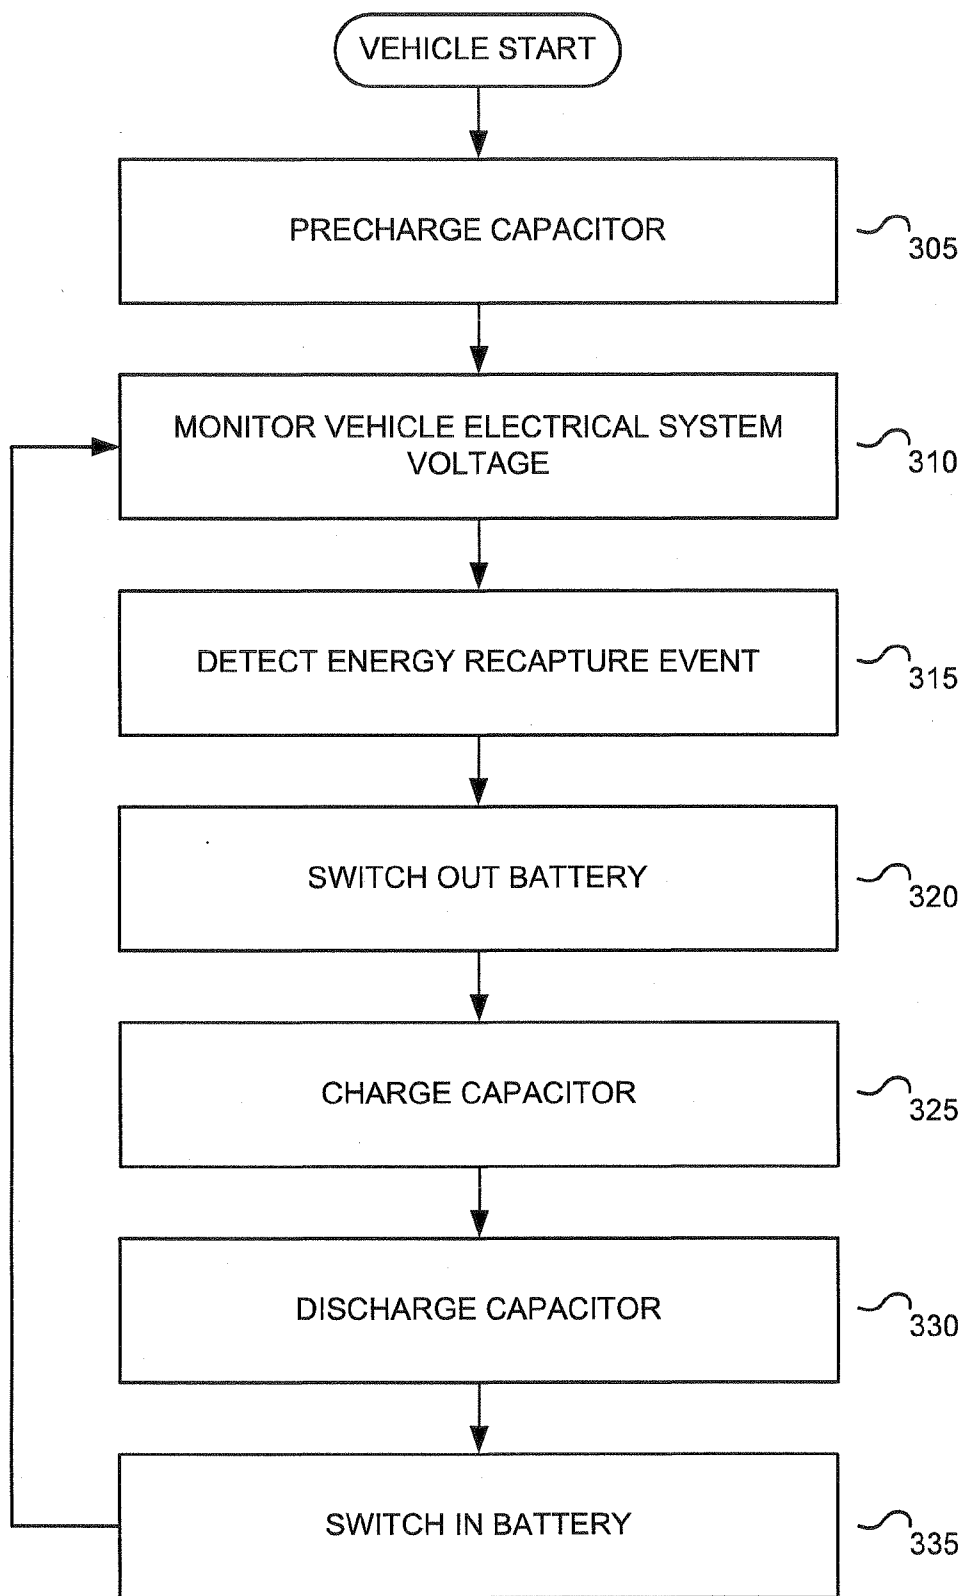 VEHICLE START
PRECHARGE CAPACITOR
305
MONITOR VEHICLE ELECTRICAL SYSTEM
VOLTAGE
310
DETECT ENERGY RECAPTURE EVENT
315
SWITCH OUT BATTERY
320
CHARGE CAPACITOR
325
DISCHARGE CAPACITOR
330
SWITCH IN BATTERY
335